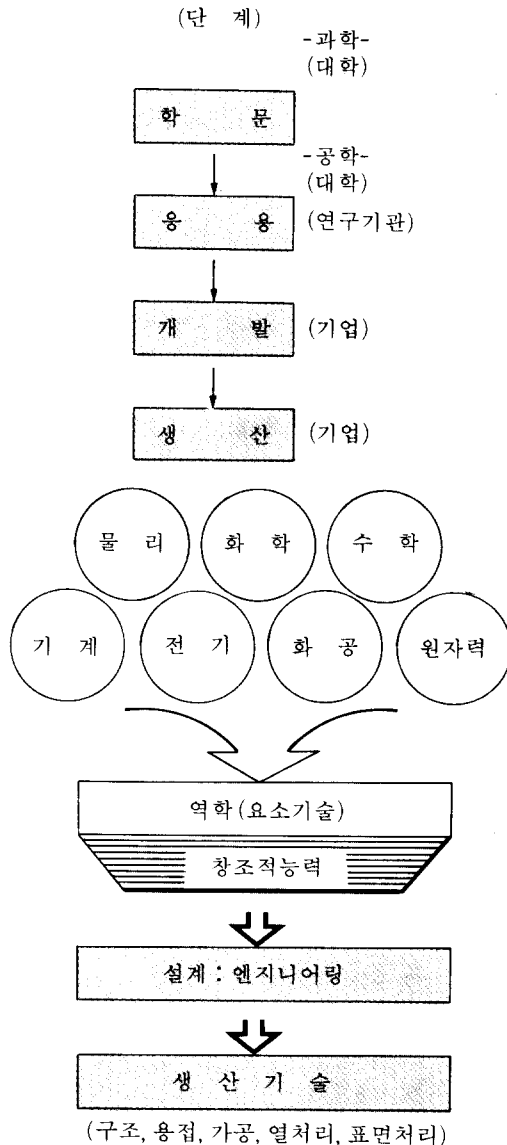 (단 계)
-과학-
(대학)
학 문
-공학-
(대학)
응 용 (연구기관)
개 발 (기업)
생 산 (기업)
물 리 화 학 수 학
기 계 전 기 화 공 원자력
역학(요소기술)
창조적능력
설계 : 엔지니어링
생 산 기 술
(구조, 용접, 가공, 열처리, 표면처리)